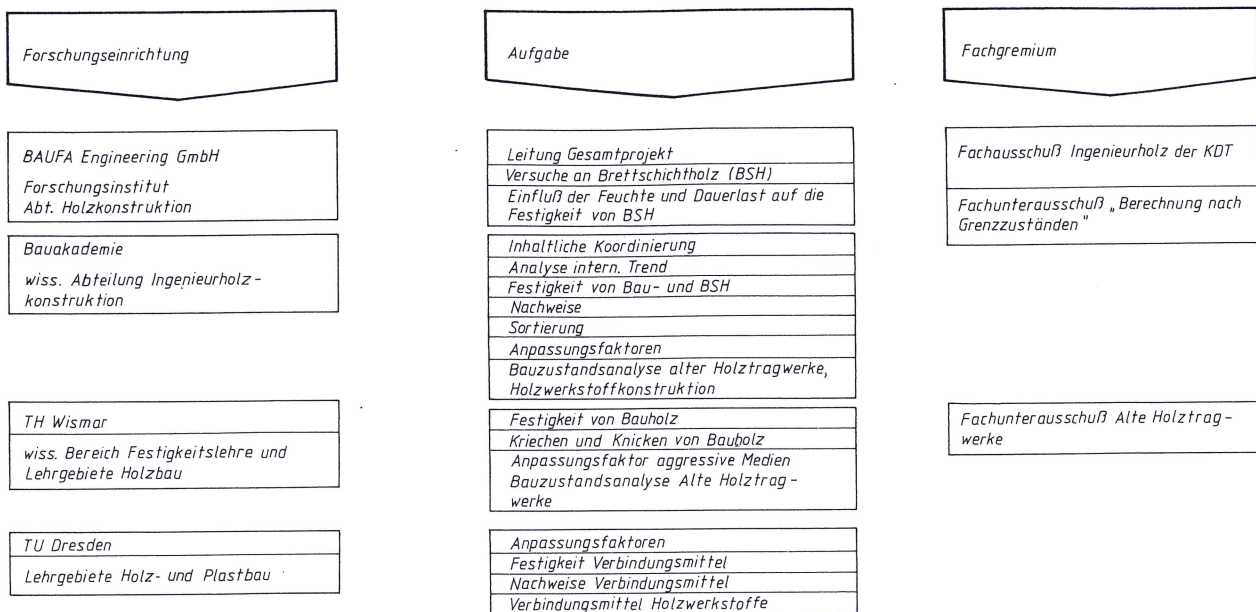 Forschungseinrichtung
Aufgabe
Fachgremium
BAUFA Engineering GmbH
Forschungsinstitut
Abt. Holzkonstruktion
Leitung Gesamtprojekt
Versuche an Brettschichtholz (BSH)
Einfluß der Feuchte und Dauerlast auf die
Festigkeit von BSH
Fachausschuß Ingenieurholz der KDT
Fachunterausschuß „Berechnung nach
Grenzzuständen"
Bauakademie
wiss. Abteilung Ingenieurholz-
konstruktion
Inhaltliche Koordinierung
Analyse intern. Trend
Festigkeit von Bau- und BSH
Nachweise
Sortierung
Anpassungsfaktoren
Bauzustandsanalyse alter Holztragwerke,
Holzwerkstoffkonstruktion
TH Wismar
wiss. Bereich Festigkeitslehre und
Lehrgebiete Holzbau
Festigkeit von Bauholz
Kriechen und Knicken von Bauholz
Anpassungsfaktor aggressive Medien
Bauzustandsanalyse Alte Holztrag-
werke
Fachunterausschuß Alte Holztrag-
werke
TU Dresden
Lehrgebiete Holz- und Plastbau
Anpassungsfaktoren
Festigkeit Verbindungsmittel
Nachweise Verbindungsmittel
Verbindungsmittel Holzwerkstoffe